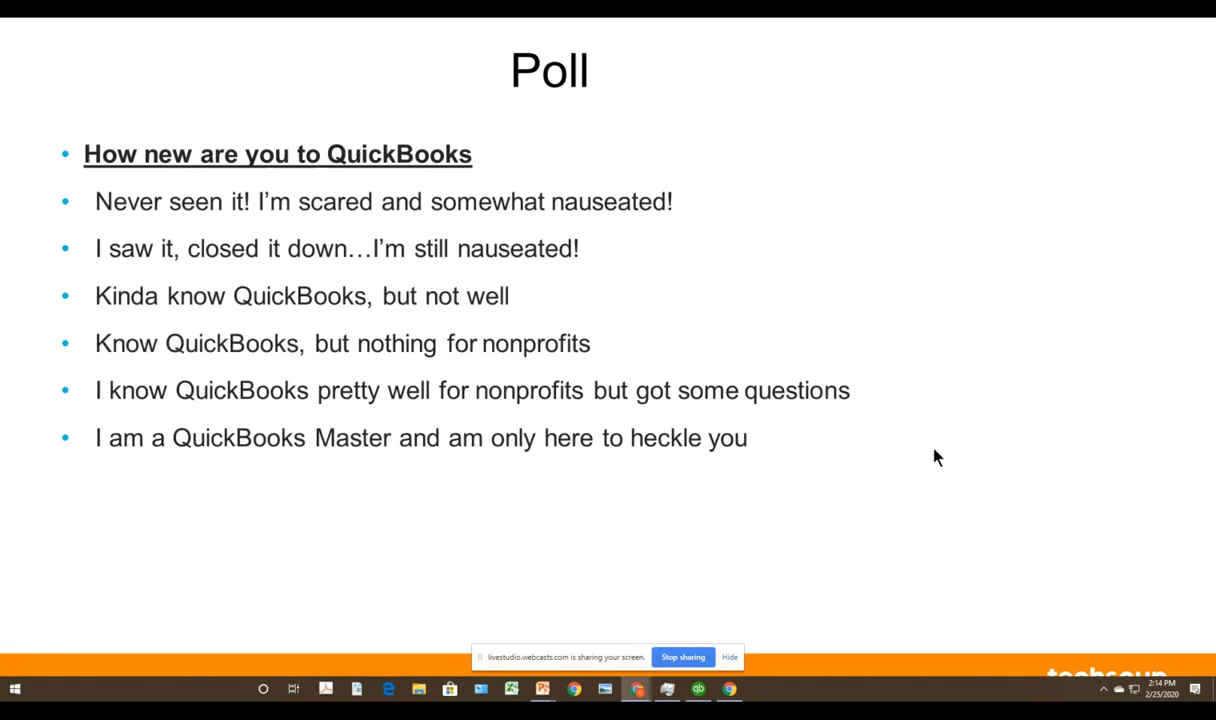 Poll
How new are you to QuickBooks
Never seen it! I'm scared and somewhat nauseated!
I saw it, closed it down…I'm still nauseated!
Kinda know QuickBooks, but not well
Know QuickBooks, but nothing for nonprofits
I know QuickBooks pretty well for nonprofits but got some questions
I am a QuickBooks Master and am only here to heckle you
livestudio.webcasts.com is sharing your screen.
Stop sharing
Hide
techsoup
qb
2:14 PM
2/25/2020